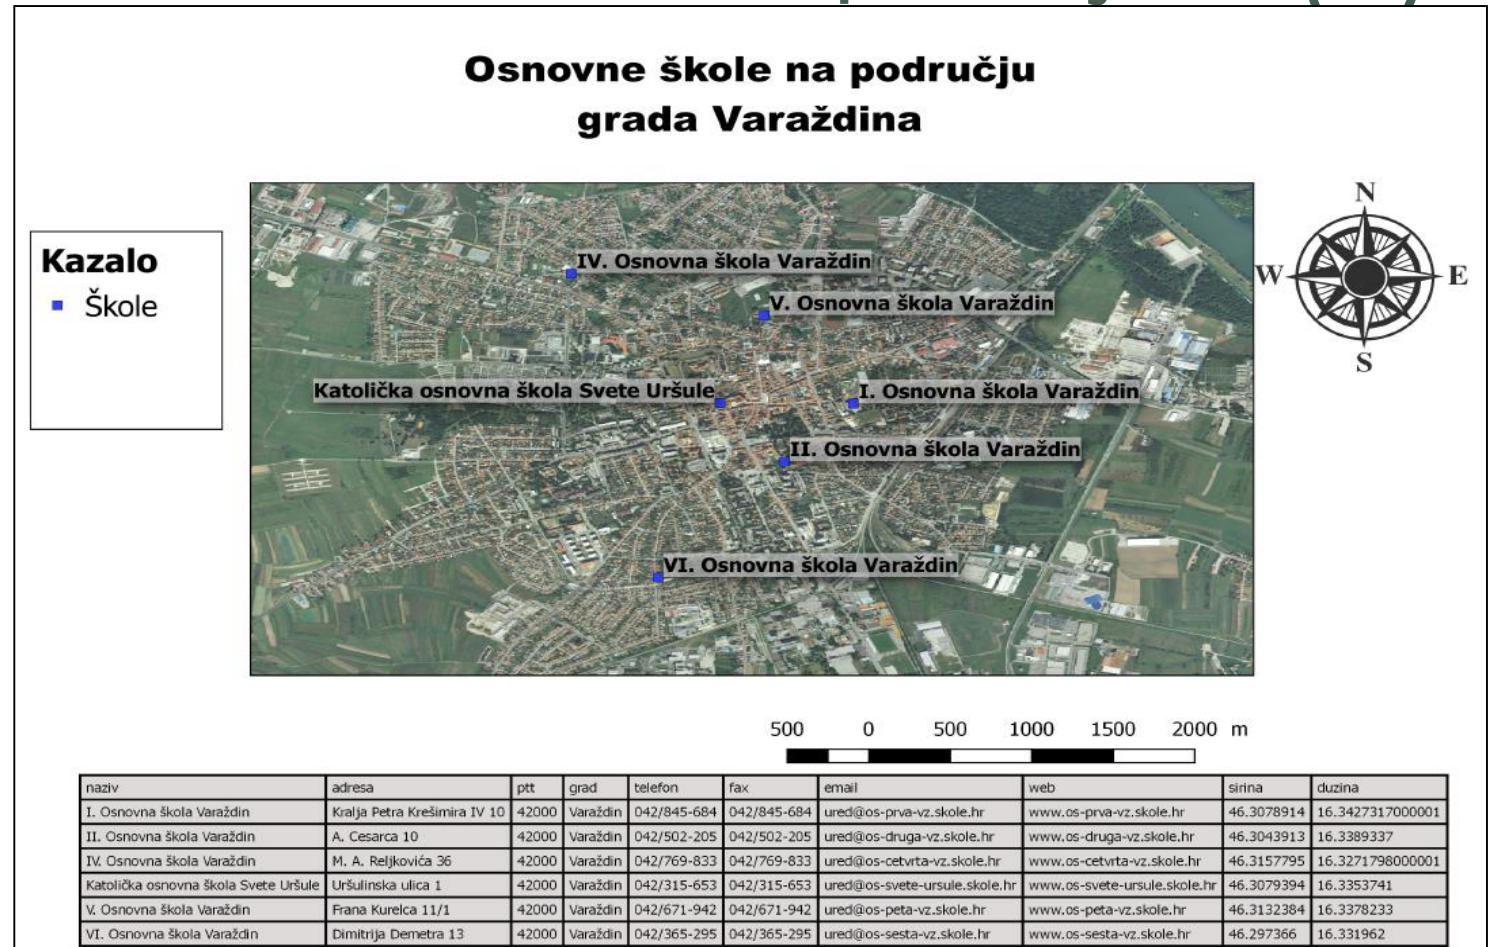 Osnovne škole na području
grada Varaždina
Kazalo
Škole
IV. Osnovna škola Varaždin
V. Osnovna škola Varaždin
Katolička osnovna škola Svete Uršule
I. Osnovna škola Varaždin
II. Osnovna škola Varaždin
VI. Osnovna škola Varaždin
N
W E
S
500 0 500 1000 1500 2000 m
naziv adresa ptt grad telefon fax email web sirina duzina
I. Osnovna škola Varaždin Kralja Petra Krešimira IV 10 42000 Varaždin 042/845-684 042/845-684 ured@os-prva-vz.skole.hr www.os-prva-vz.skole.hr 46.3078914 16.3427317000001
II. Osnovna škola Varaždin A. Cesarca 10 42000 Varaždin 042/502-205 042/502-205 ured@os-druga-vz.skole.hr www.os-druga-vz.skole.hr 46.3043913 16.3389337
IV. Osnovna škola Varaždin M. A. Reljkovića 36 42000 Varaždin 042/769-833 042/769-833 ured@os-cetvrta-vz.skole.hr www.os-cetvrta-vz.skole.hr 46.3157795 16.3271798000001
Katolička osnovna škola Svete Uršule Uršulinska ulica 1 42000 Varaždin 042/315-653 042/315-653 ured@os-svete-ursule.skole.hr www.os-svete-ursule.skole.hr 46.3079394 16.3353741
V. Osnovna škola Varaždin Frana Kurelca 11/1 42000 Varaždin 042/671-942 042/671-942 ured@os-peta-vz.skole.hr www.os-peta-vz.skole.hr 46.3132384 16.3378233
VI. Osnovna škola Varaždin Dimitrija Demetra 13 42000 Varaždin 042/365-295 042/365-295 ured@os-sesta-vz.skole.hr www.os-sesta-vz.skole.hr 46.297366 16.331962